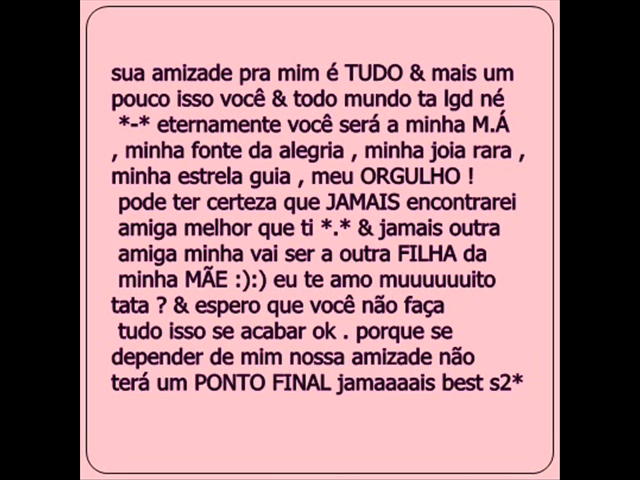 sua amizade pra mim é TUDO & mais um
pouco isso você & todo mundo ta lgd né
*-* eternamente você será a minha M.Á
, minha fonte da alegria , minha joia rara ,
minha estrela guia , meu ORGULHO !
pode ter certeza que JAMAIS encontrarei
amiga melhor que ti *.* & jamais outra
amiga minha vai ser a outra FILHA da
minha MÃE :):) eu te amo muuuuuuito
tata ? & espero que você não faça
tudo isso se acabar ok . porque se
depender de mim nossa amizade não
terá um PONTO FINAL jamaaaais best s2*